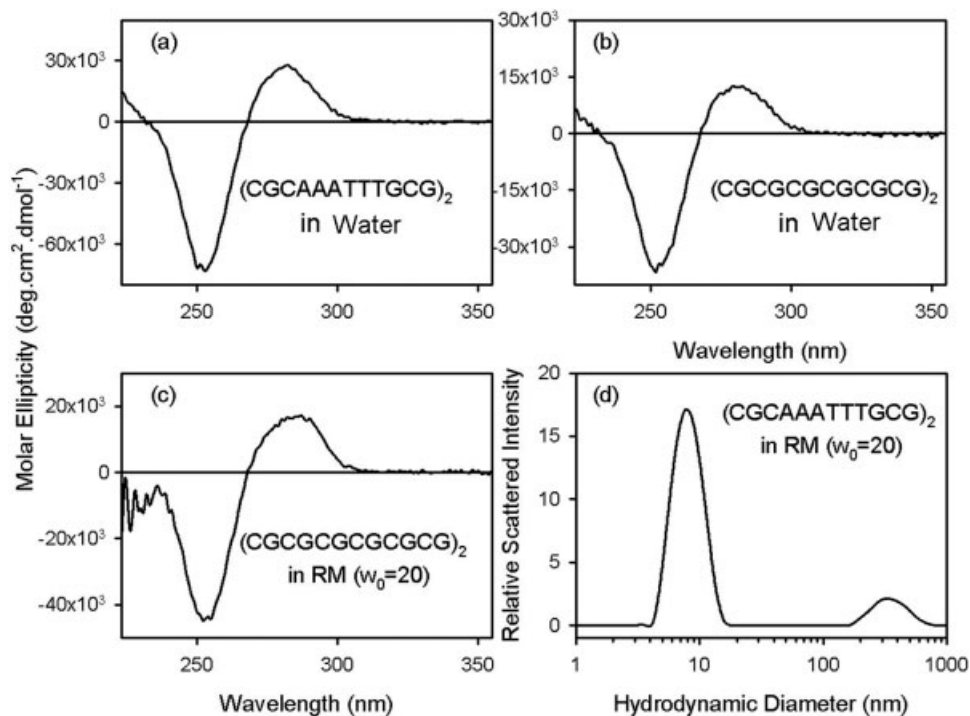 (a)
30x10³
0
-30x10³
-60x10³
(CGCAAATTTGCG)₂
in Water
250
300
350
(b)
30x10³
15x10³
0
-15x10³
-30x10³
(CGCGCGCGCGCG)₂
in Water
250
300
350
Wavelength (nm)
Molar Ellipticity (deg.cm².dmol⁻¹)
(c)
20x10³
0
-20x10³
-40x10³
(CGCGCGCGCGCG)₂
in RM (w₀=20)
250
300
350
Wavelength (nm)
Relative Scattered Intensity
(d)
20
15
10
5
0
(CGCAAATTTGCG)₂
in RM (w₀=20)
1
10
100
1000
Hydrodynamic Diameter (nm)